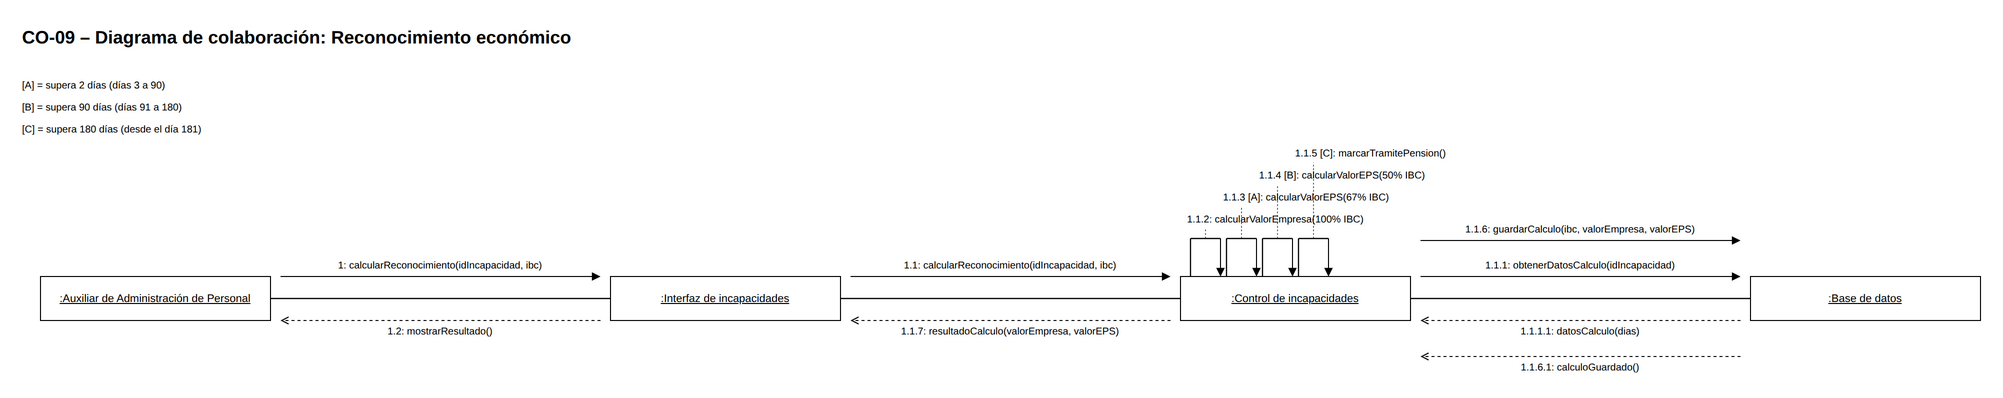 CO-09 – Diagrama de colaboración: Reconocimiento económico
[A] = supera 2 días (días 3 a 90)
[B] = supera 90 días (días 91 a 180)
[C] = supera 180 días (desde el día 181)
1.1.5 [C]: marcarTramitePension()
1.1.4 [B]: calcularValorEPS(50% IBC)
1.1.3 [A]: calcularValorEPS(67% IBC)
1.1.2: calcularValorEmpresa(100% IBC)
1.1.6: guardarCalculo(ibc, valorEmpresa, valorEPS)
1: calcularReconocimiento(idIncapacidad, ibc)
1.1: calcularReconocimiento(idIncapacidad, ibc)
1.1.1: obtenerDatosCalculo(idIncapacidad)
:Auxiliar de Administración de Personal
:Interfaz de incapacidades
:Control de incapacidades
:Base de datos
1.2: mostrarResultado()
1.1.7: resultadoCalculo(valorEmpresa, valorEPS)
1.1.1.1: datosCalculo(dias)
1.1.6.1: calculoGuardado()